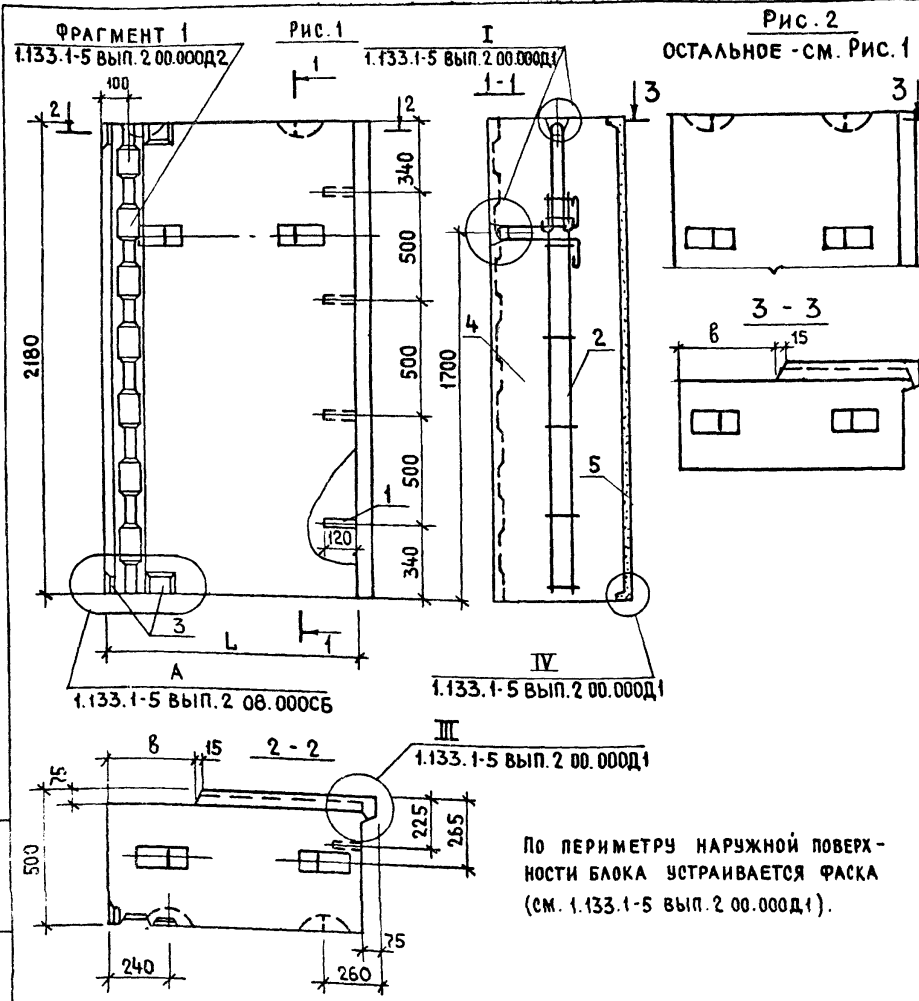 ФРАГМЕНТ 1
1.133.1-5 ВЫП. 2 00.000Д2
Рис. 1
I
1.133.1-5 ВЫП. 2 00.000Д1
Рис. 2
ОСТАЛЬНОЕ - СМ. РИС. 1
1
1-1
100
2
2
3
3
340
500
500
500
340
2180
1700
4
2
5
3 - 3
в
15
1
120
3
L
1
А
1.133.1-5 ВЫП. 2 08.000СБ
IV
1.133.1-5 ВЫП. 2 00.000Д1
III
1.133.1-5 ВЫП. 2 00.000Д1
в
15
2 - 2
75
500
225
265
75
240
260
ПО ПЕРИМЕТРУ НАРУЖНОЙ ПОВЕРХ-
НОСТИ БЛОКА УСТРАИВАЕТСЯ ФАСКА
(СМ. 1.133.1-5 ВЫП. 2 00.000Д1).